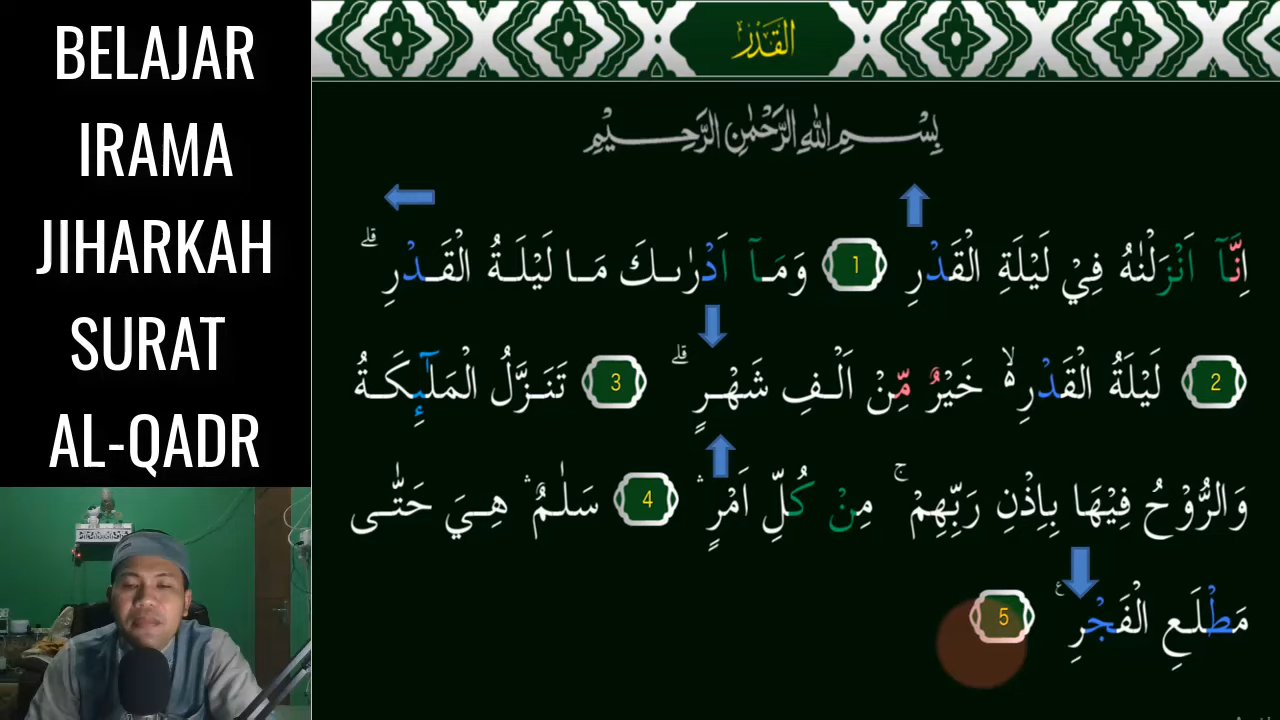 BELAJAR
IRAMA
JIHARKAH
SURAT
AL-QADR
القدر
بِسْمِ اللّٰهِ الرَّحْمٰنِ الرَّحِيْمِ
اِنَّآ اَنْزَلْنٰهُ فِيْ لَيْلَةِ الْقَدْرِ 1 وَمَآ اَدْرٰىكَ مَا لَيْلَةُ الْقَدْرِۗ
2 لَيْلَةُ الْقَدْرِ ەۙ خَيْرٌ مِّنْ اَلْفِ شَهْرٍۗ 3 تَنَزَّلُ الْمَلٰۤىِٕكَةُ
وَالرُّوْحُ فِيْهَا بِاِذْنِ رَبِّهِمْۚ مِنْ كُلِّ اَمْرٍۛ 4 سَلٰمٌۛ هِيَ حَتّٰى
مَطْلَعِ الْفَجْرِࣖ 5